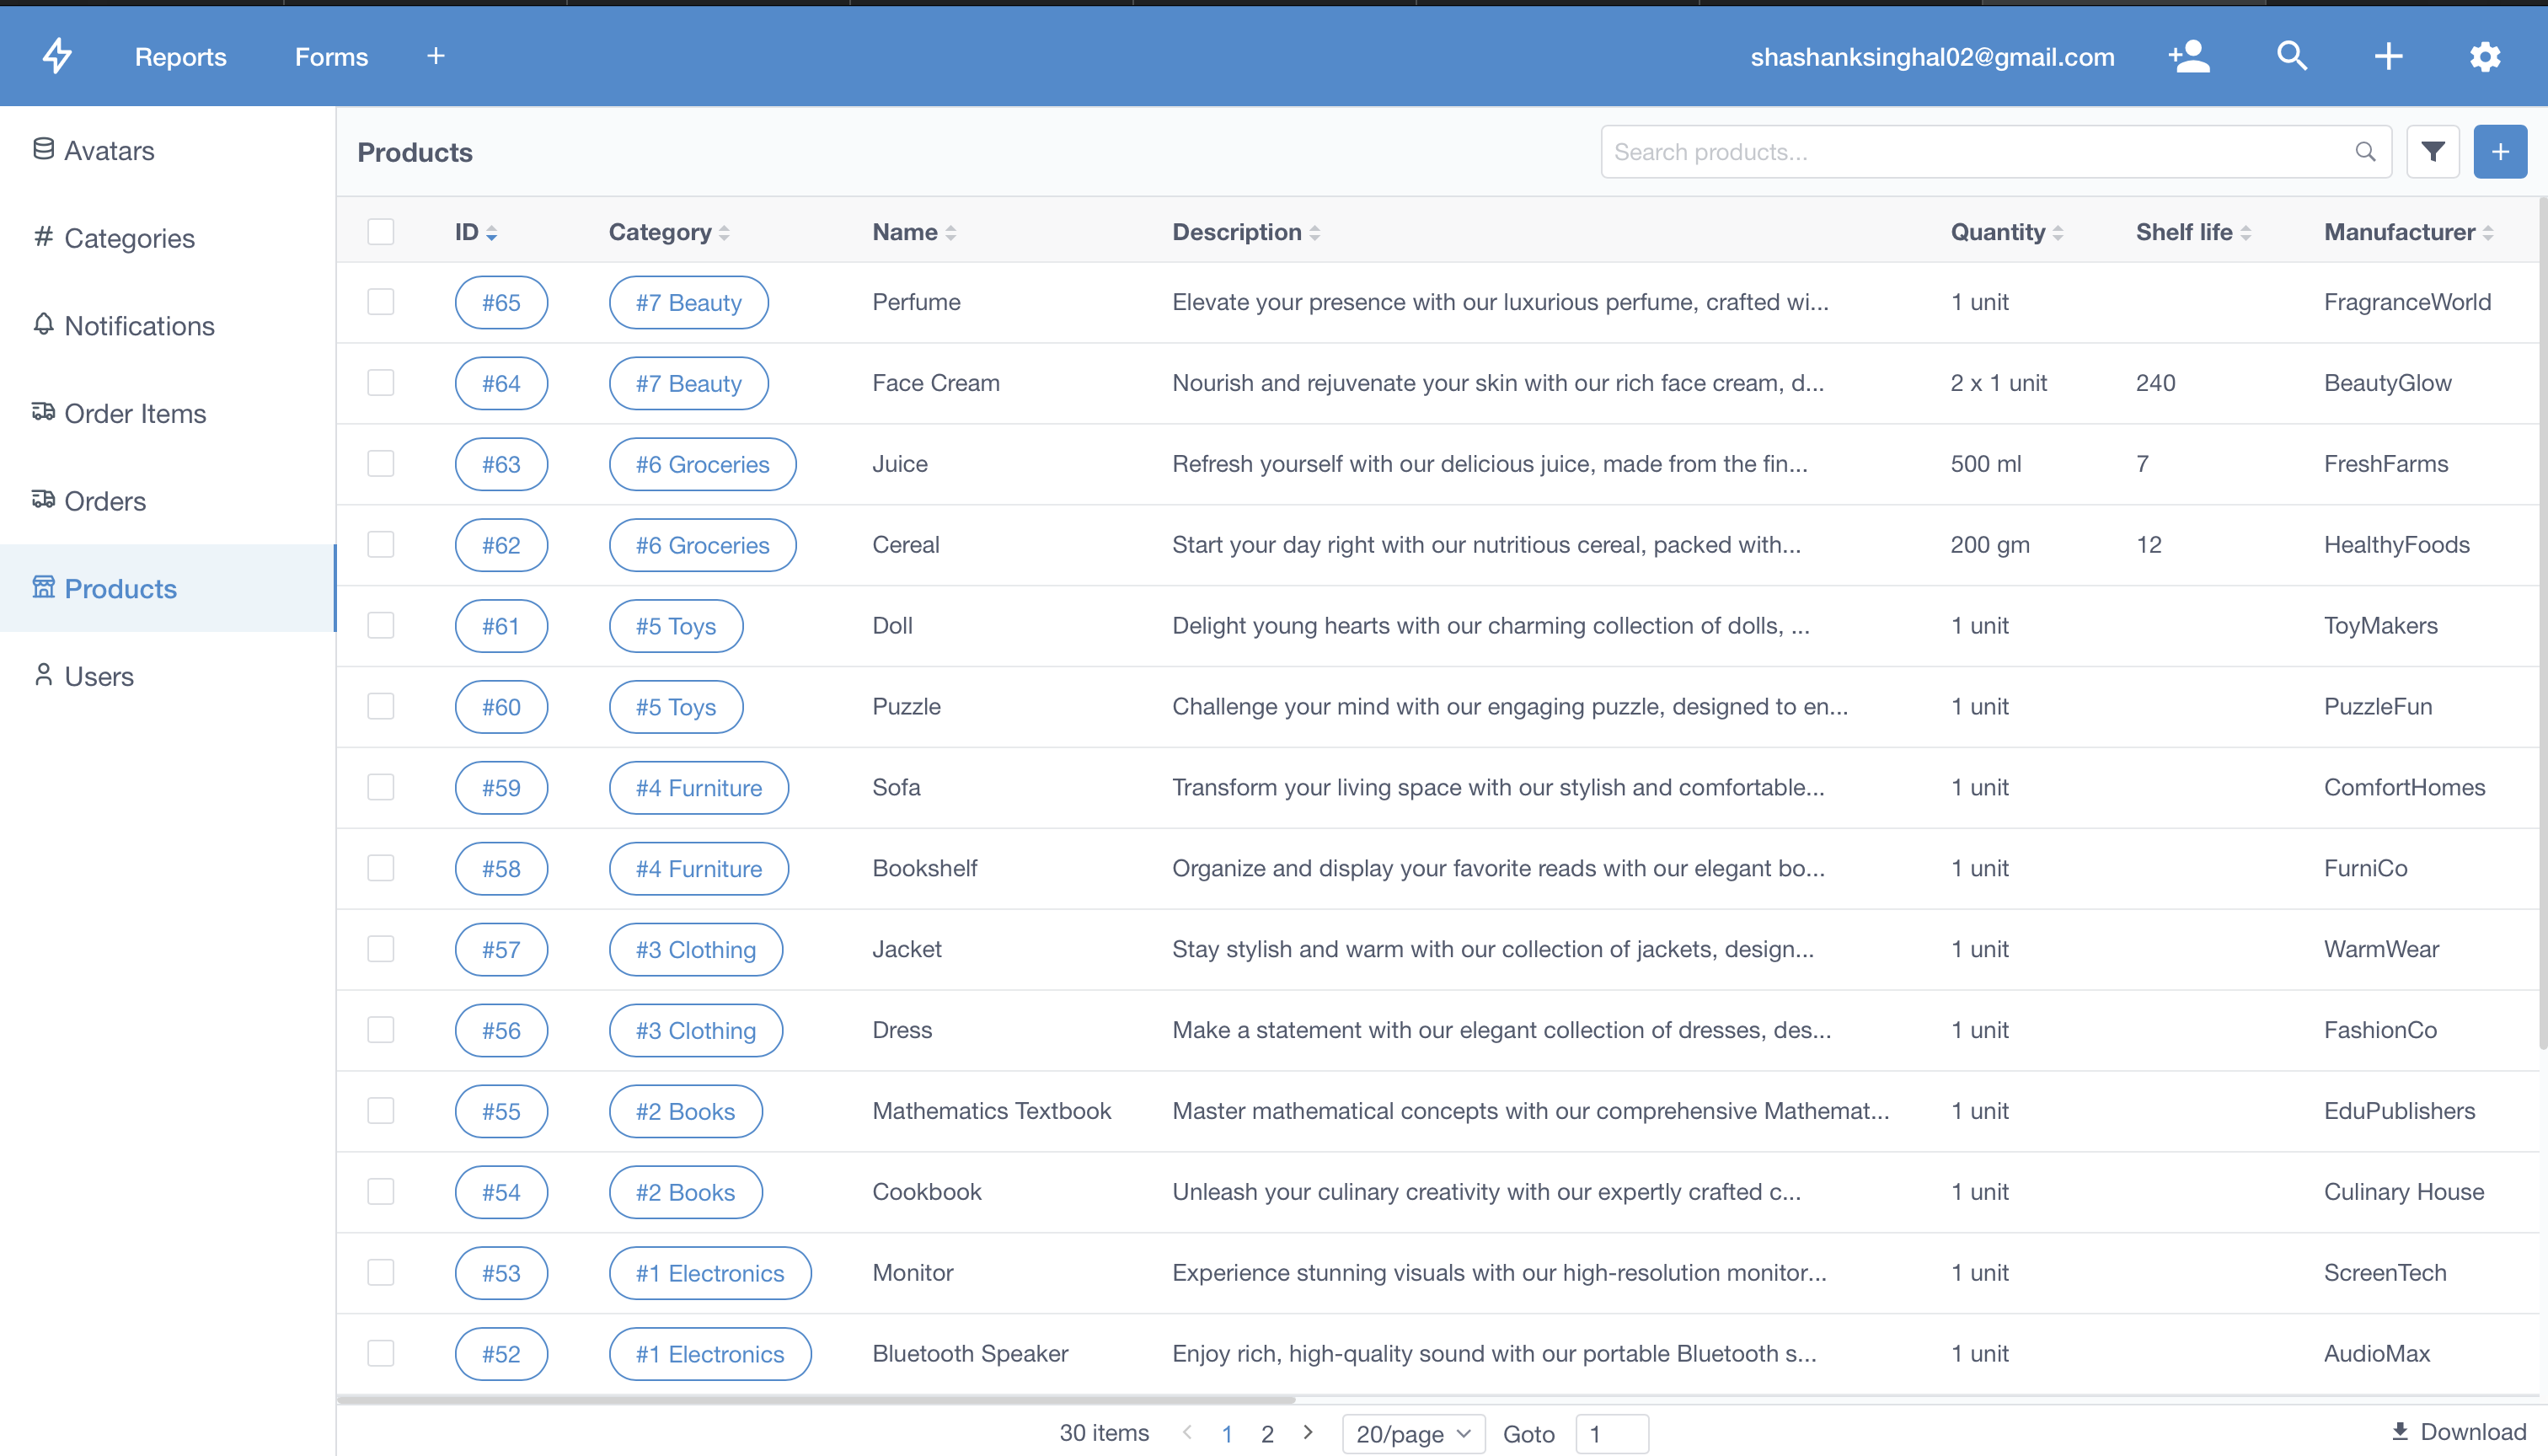 Reports Forms + shashanksinghal02@gmail.com
Avatars
Categories
Notifications
Order Items
Orders
Products
Users
Products Search products... +
ID Category Name Description Quantity Shelf life Manufacturer
#65 #7 Beauty Perfume Elevate your presence with our luxurious perfume, crafted wi... 1 unit FragranceWorld
#64 #7 Beauty Face Cream Nourish and rejuvenate your skin with our rich face cream, d... 2 x 1 unit 240 BeautyGlow
#63 #6 Groceries Juice Refresh yourself with our delicious juice, made from the fin... 500 ml 7 FreshFarms
#62 #6 Groceries Cereal Start your day right with our nutritious cereal, packed with... 200 gm 12 HealthyFoods
#61 #5 Toys Doll Delight young hearts with our charming collection of dolls, ... 1 unit ToyMakers
#60 #5 Toys Puzzle Challenge your mind with our engaging puzzle, designed to en... 1 unit PuzzleFun
#59 #4 Furniture Sofa Transform your living space with our stylish and comfortable... 1 unit ComfortHomes
#58 #4 Furniture Bookshelf Organize and display your favorite reads with our elegant bo... 1 unit FurniCo
#57 #3 Clothing Jacket Stay stylish and warm with our collection of jackets, design... 1 unit WarmWear
#56 #3 Clothing Dress Make a statement with our elegant collection of dresses, des... 1 unit FashionCo
#55 #2 Books Mathematics Textbook Master mathematical concepts with our comprehensive Mathemat... 1 unit EduPublishers
#54 #2 Books Cookbook Unleash your culinary creativity with our expertly crafted c... 1 unit Culinary House
#53 #1 Electronics Monitor Experience stunning visuals with our high-resolution monitor... 1 unit ScreenTech
#52 #1 Electronics Bluetooth Speaker Enjoy rich, high-quality sound with our portable Bluetooth s... 1 unit AudioMax
30 items < 1 2 > 20/page Goto 1 Download